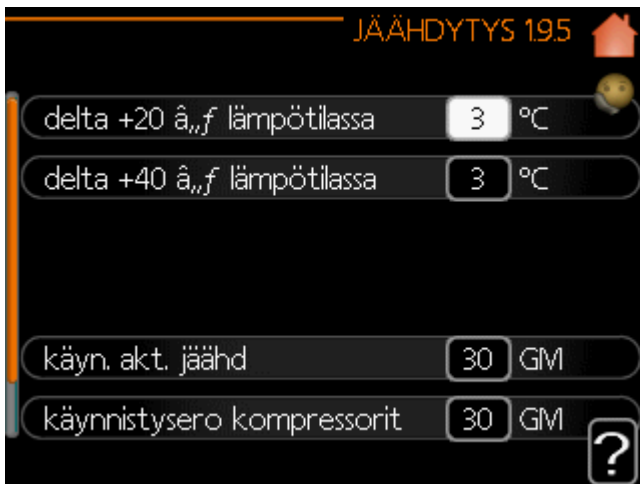 JÄÄHDYTYS 1.9.5
delta +20 â„ƒ lämpötilassa 3 °C
delta +40 â„ƒ lämpötilassa 3 °C
käyn. akt. jäähd 30 GM
käynnistysero kompressorit 30 GM
?